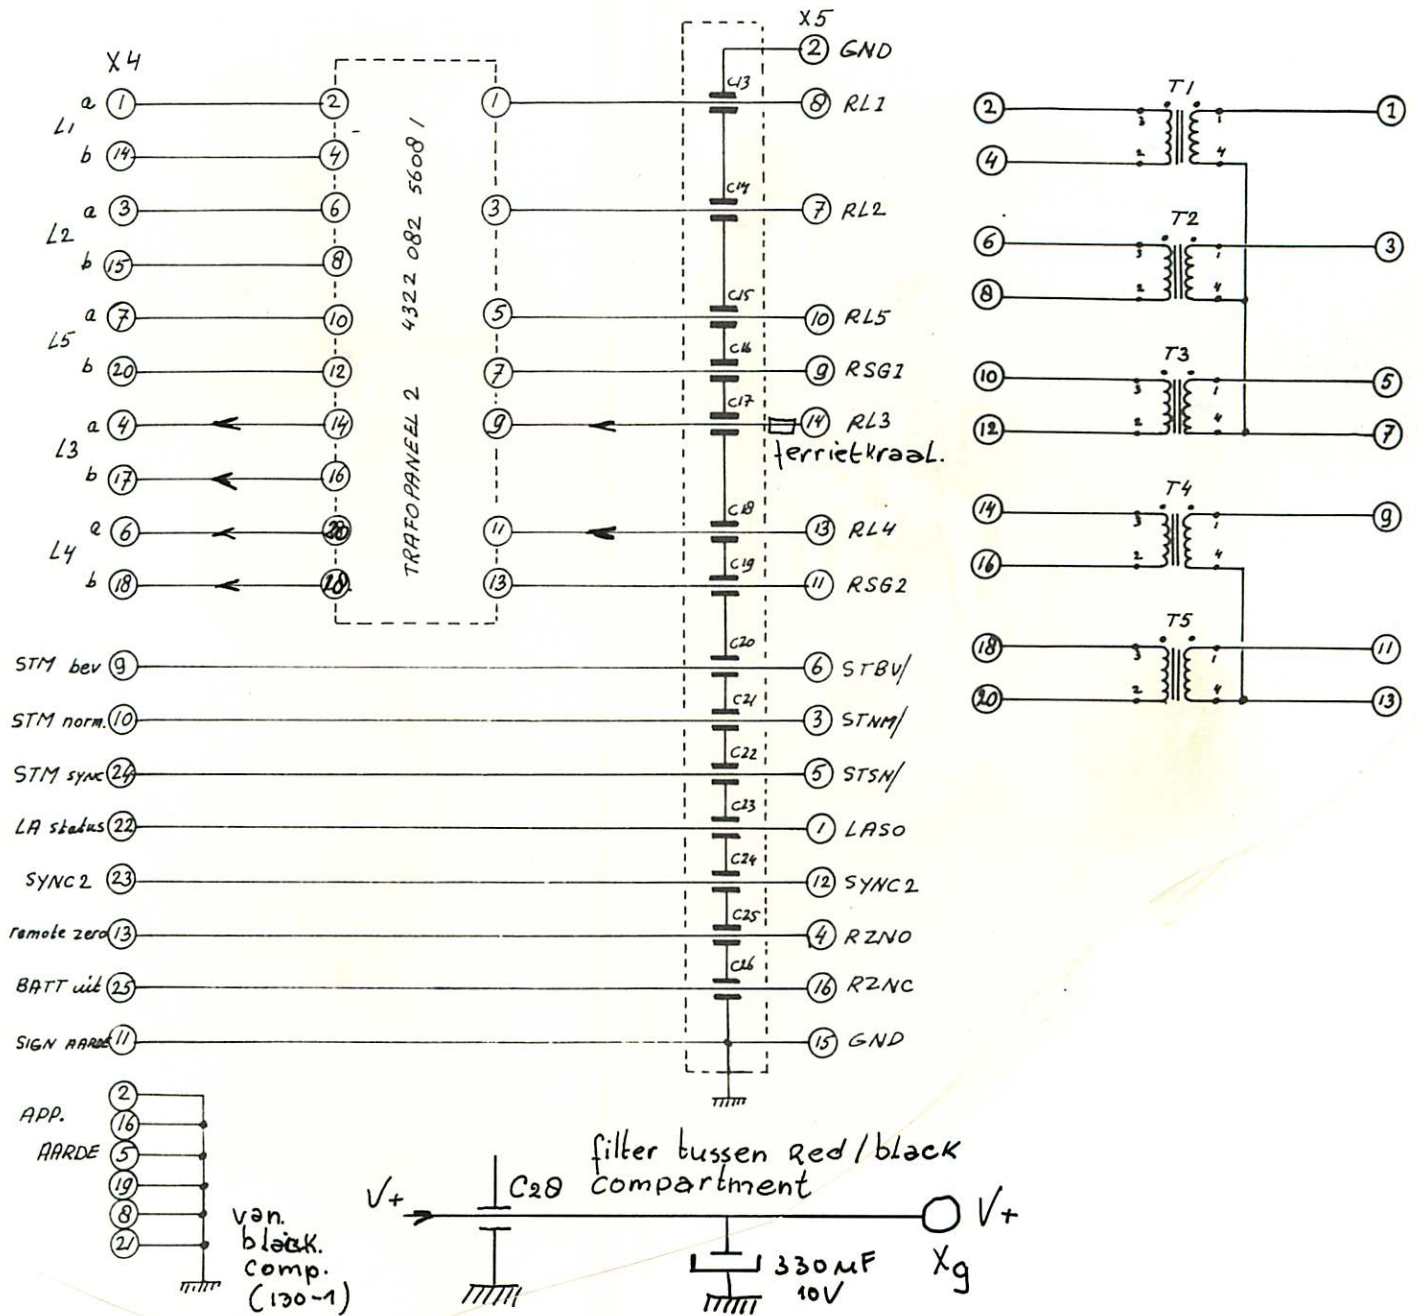 X4
X5
2 GND
C13
a 1 2 1 8 RL1
L1
b 14 4
C14
a 3 6 3 7 RL2
L2
b 15 8
C15
a 7 10 5 10 RL5
L5
C16
b 20 12 7 9 RSG1
C17
a 4 14 9 14 RL3
L3
ferrietkraal.
b 17 16
C18
a 6 11 13 RL4
L4
C19
b 18 13 11 RSG2
TRAFOPANEEL 2 4322 082 56081
C20
STM bev 9 6 STBV/
C21
STM norm. 10 3 STNM/
C22
STM sync 24 5 STSN/
C23
LA status 22 1 LASO
C24
SYNC2 23 12 SYNC2
C25
remote zero 13 4 RZNO
C26
BATT uit 25 16 RZNC
SIGN AARDE 11 15 GND
APP.
AARDE
2
16
5
19
8
21
van.
black.
comp.
(130-1)
filter tussen Red/black
compartment
V+
C28
330 µF
10V
V+
Xg
T1
2 3 1 1
4 2 4
T2
6 3 1 3
8 2 4
T3
10 3 1 5
12 2 4 7
T4
14 3 1 9
16 2 4
T5
18 3 1 11
20 2 4 13